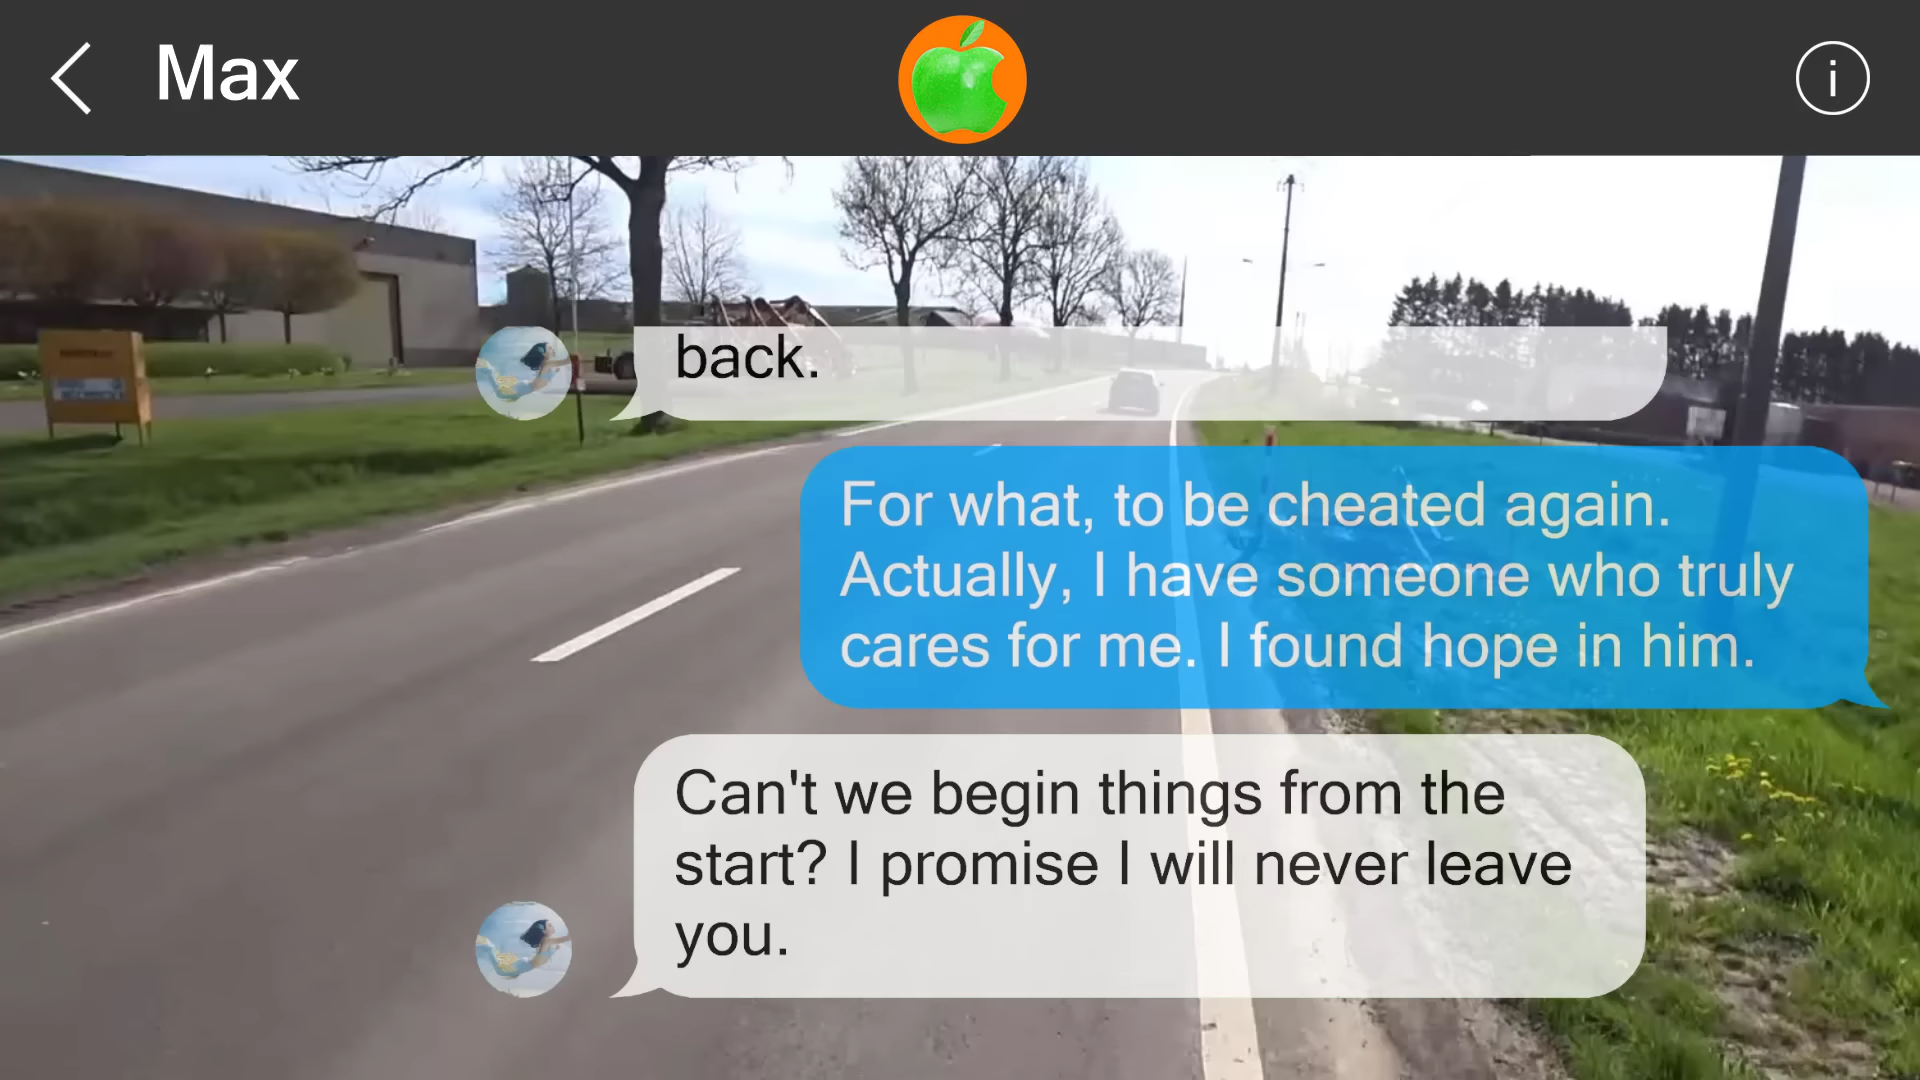 Max
i
back.
For what, to be cheated again.
Actually, I have someone who truly
cares for me. I found hope in him.
Can't we begin things from the
start? I promise I will never leave
you.